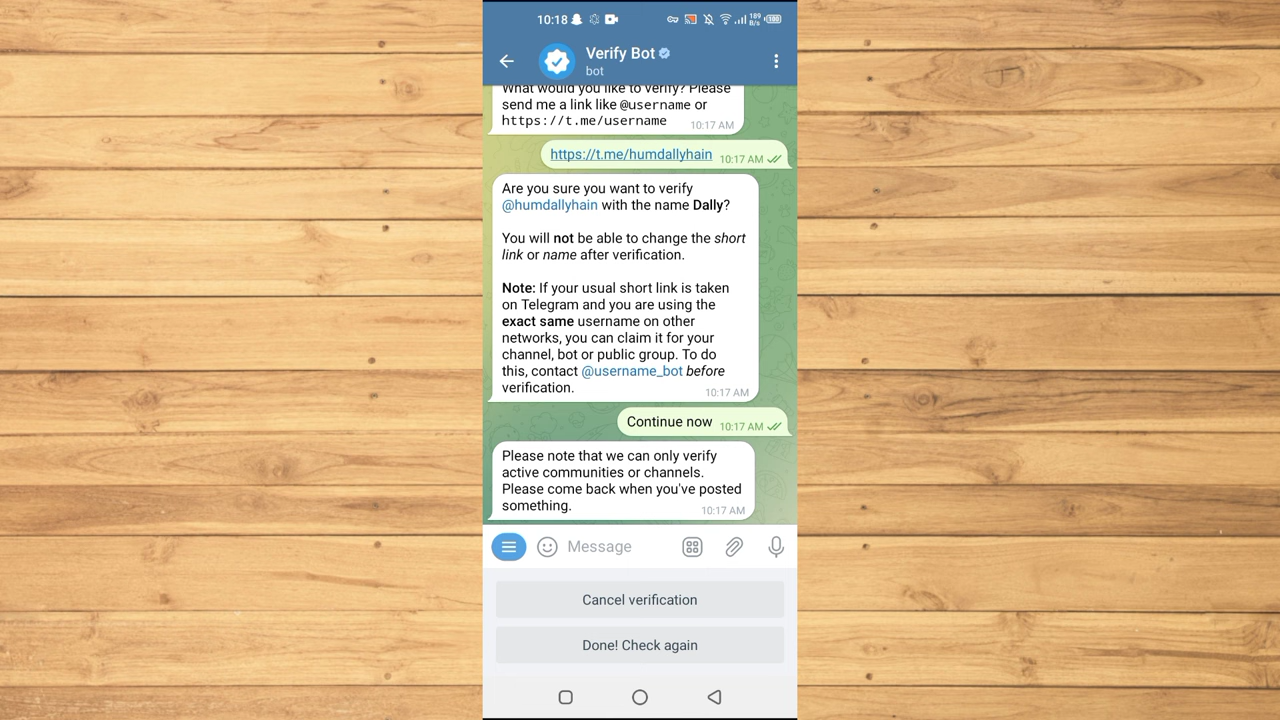 10:18
189
B/s
100
Verify Bot
bot
What would you like to verify? Please
send me a link like @username or
https://t.me/username
10:17 AM
https://t.me/humdallyhain 10:17 AM
Are you sure you want to verify
@humdallyhain with the name Dally?
You will not be able to change the short
link or name after verification.
Note: If your usual short link is taken
on Telegram and you are using the
exact same username on other
networks, you can claim it for your
channel, bot or public group. To do
this, contact @username_bot before
verification.
10:17 AM
Continue now 10:17 AM
Please note that we can only verify
active communities or channels.
Please come back when you've posted
something.
10:17 AM
Message
Cancel verification
Done! Check again